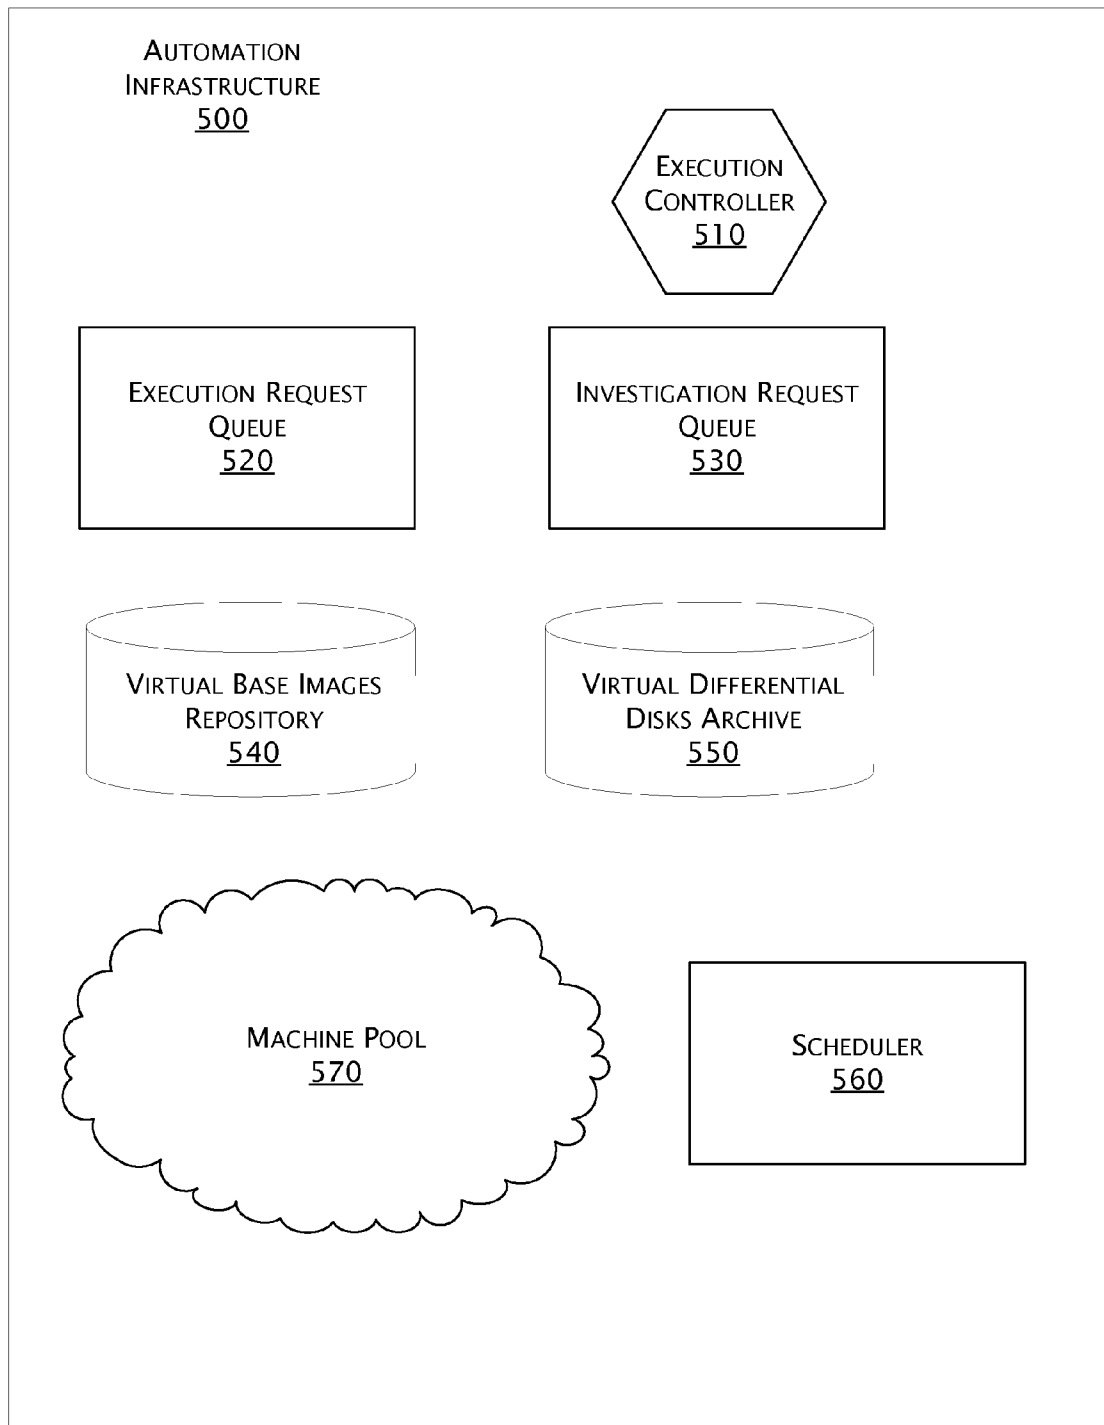 Automation
Infrastructure
500
Execution
Controller
510
Execution Request
Queue
520
Investigation Request
Queue
530
Virtual Base Images
Repository
540
Virtual Differential
Disks Archive
550
Machine Pool
570
Scheduler
560